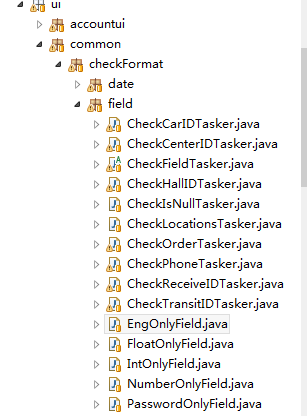 ui
accountui
common
checkFormat
date
field
CheckCarIDTasker.java
CheckCenterIDTasker.java
CheckFieldTasker.java
CheckHallIDTasker.java
CheckIsNullTasker.java
CheckLocationsTasker.java
CheckOrderTasker.java
CheckPhoneTasker.java
CheckReceiveIDTasker.java
CheckTransitIDTasker.java
EngOnlyField.java
FloatOnlyField.java
IntOnlyField.java
NumberOnlyField.java
PasswordOnlyField.java